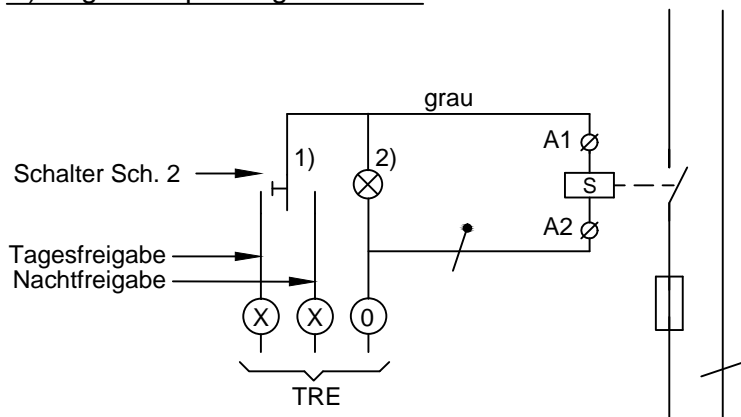 grau
A1
1)
2)
Schalter Sch. 2
S
A2
Tagesfreigabe
Nachtfreigabe
X
X
0
TRE